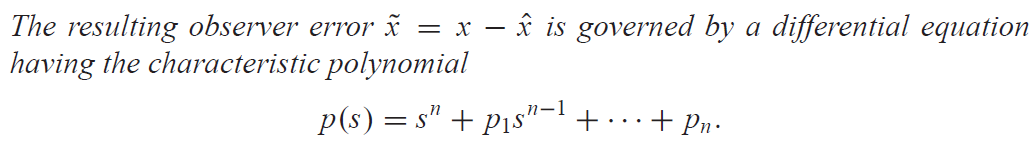 The resulting observer error x̃ = x − x̂ is governed by a differential equation
having the characteristic polynomial
p(s) = sⁿ + p₁sⁿ⁻¹ + · · · + pₙ.